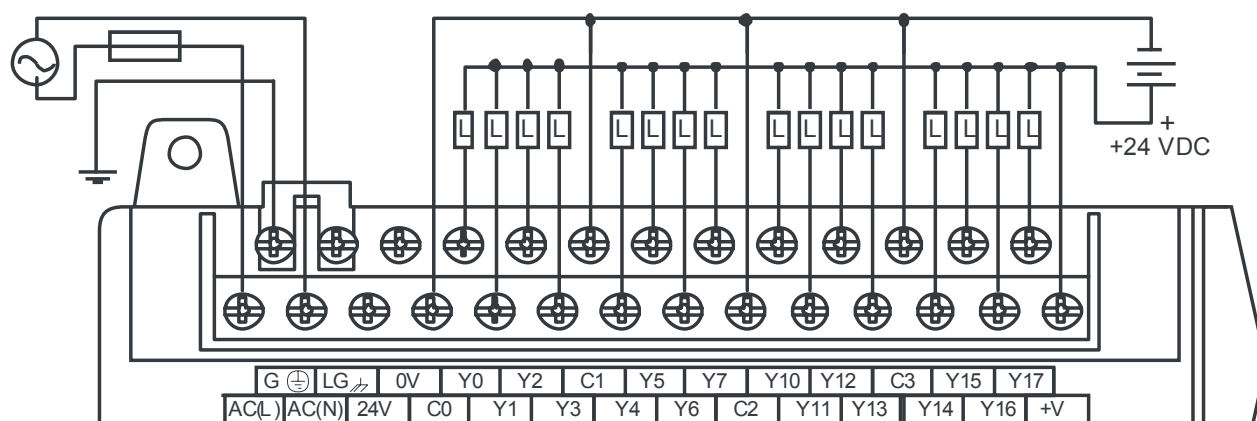 L L L L L L L L L L L L L L L L
+
+24 VDC
G LG 0V Y0 Y2 C1 Y5 Y7 Y10 Y12 C3 Y15 Y17
AC(L) AC(N) 24V C0 Y1 Y3 Y4 Y6 C2 Y11 Y13 Y14 Y16 +V